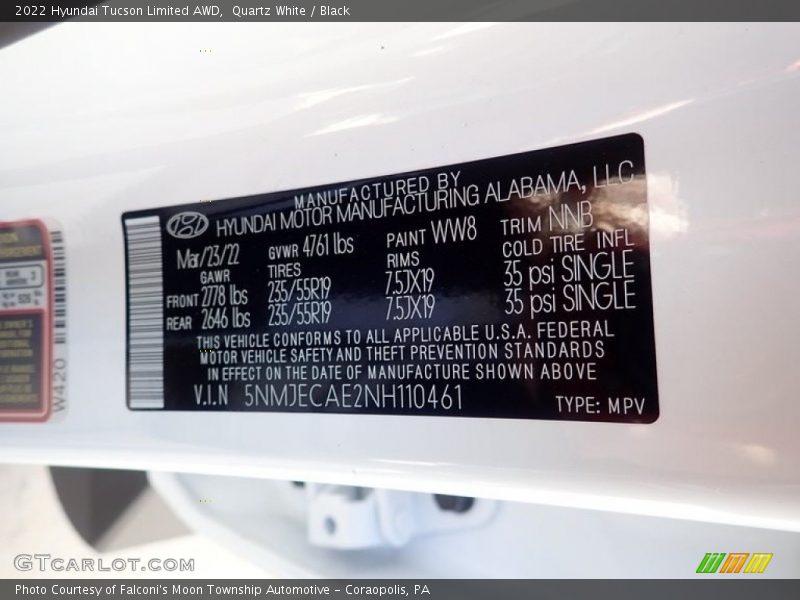 2022 Hyundai Tucson Limited AWD, Quartz White / Black
MANUFACTURED BY
HYUNDAI MOTOR MANUFACTURING ALABAMA, LLC
Mar/23/22 GVWR 4761 lbs PAINT WW8 TRIM NNB
GAWR TIRES RIMS COLD TIRE INFL
FRONT 2778 lbs 235/55R19 7.5JX19 35 psi SINGLE
REAR 2646 lbs 235/55R19 7.5JX19 35 psi SINGLE
THIS VEHICLE CONFORMS TO ALL APPLICABLE U.S.A. FEDERAL
MOTOR VEHICLE SAFETY AND THEFT PREVENTION STANDARDS
IN EFFECT ON THE DATE OF MANUFACTURE SHOWN ABOVE
V.I.N 5NMJECAE2NH110461 TYPE: MPV
W420
GTCARLOT.COM
Photo Courtesy of Falconi's Moon Township Automotive - Coraopolis, PA